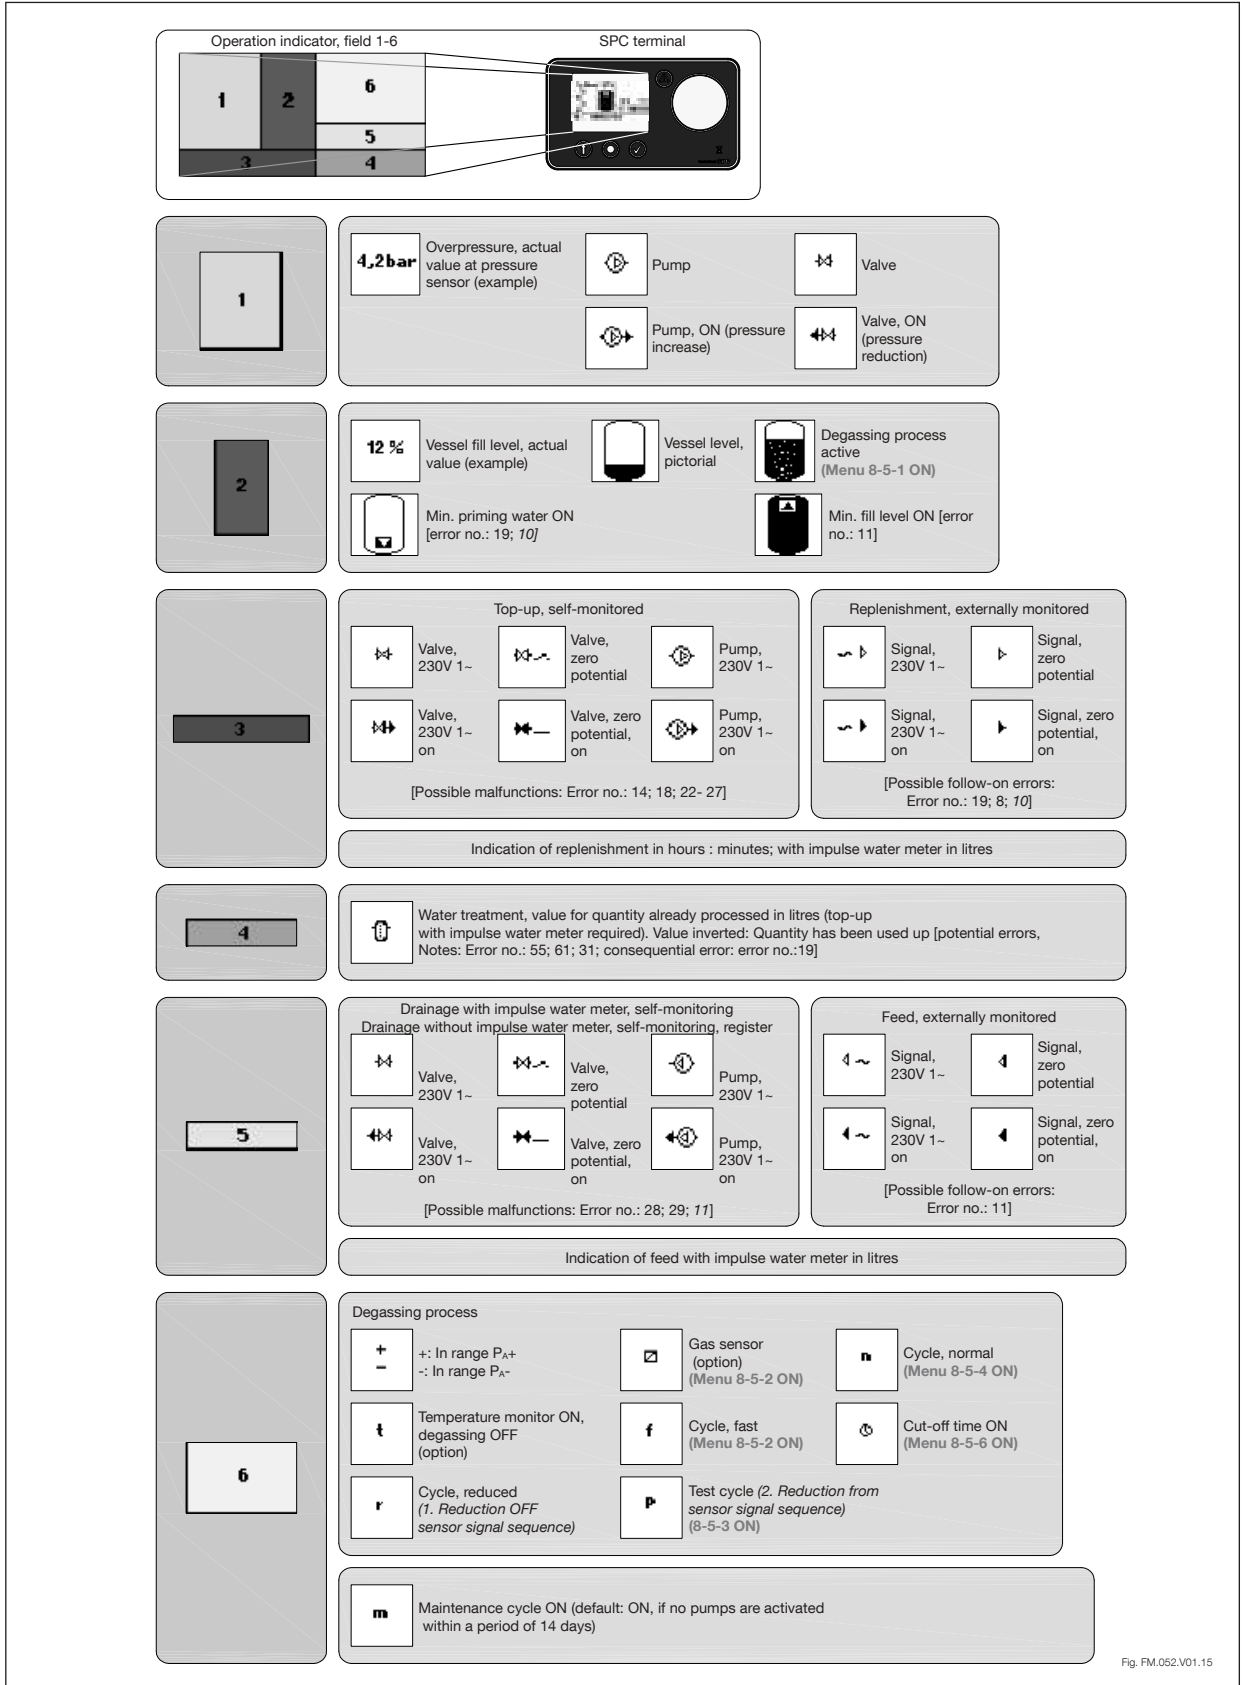 Operation indicator, field 1-6
SPC terminal
1
2
6
5
3
4
1
4,2bar
Overpressure, actual
value at pressure
sensor (example)
Pump
Valve
Pump, ON (pressure
increase)
Valve, ON
(pressure
reduction)
2
12 %
Vessel fill level, actual
value (example)
Vessel level,
pictorial
Degassing process
active
(Menu 8-5-1 ON)
Min. priming water ON
[error no.: 19; 10]
Min. fill level ON [error
no.: 11]
3
Top-up, self-monitored
Valve,
230V 1~
Valve,
zero
potential
Pump,
230V 1~
Valve,
230V 1~
on
Valve, zero
potential,
on
Pump,
230V 1~
on
[Possible malfunctions: Error no.: 14; 18; 22- 27]
Replenishment, externally monitored
Signal,
230V 1~
Signal,
zero
potential
Signal,
230V 1~
on
Signal, zero
potential,
on
[Possible follow-on errors:
Error no.: 19; 8; 10]
Indication of replenishment in hours : minutes; with impulse water meter in litres
4
Water treatment, value for quantity already processed in litres (top-up
with impulse water meter required). Value inverted: Quantity has been used up [potential errors,
Notes: Error no.: 55; 61; 31; consequential error: error no.:19]
5
Drainage with impulse water meter, self-monitoring
Drainage without impulse water meter, self-monitoring, register
Valve,
230V 1~
Valve,
zero
potential
Pump,
230V 1~
Valve,
230V 1~
on
Valve, zero
potential,
on
Pump,
230V 1~
on
[Possible malfunctions: Error no.: 28; 29; 11]
Feed, externally monitored
Signal,
230V 1~
Signal,
zero
potential
Signal,
230V 1~
on
Signal, zero
potential,
on
[Possible follow-on errors:
Error no.: 11]
Indication of feed with impulse water meter in litres
6
Degassing process
+
−
+: In range PA+
-: In range PA-
Gas sensor
(option)
(Menu 8-5-2 ON)
n
Cycle, normal
(Menu 8-5-4 ON)
t
Temperature monitor ON,
degassing OFF
(option)
f
Cycle, fast
(Menu 8-5-2 ON)
Cut-off time ON
(Menu 8-5-6 ON)
r
Cycle, reduced
(1. Reduction OFF
sensor signal sequence)
P
Test cycle (2. Reduction from
sensor signal sequence)
(8-5-3 ON)
m
Maintenance cycle ON (default: ON, if no pumps are activated
within a period of 14 days)
Fig. FM.052.V01.15